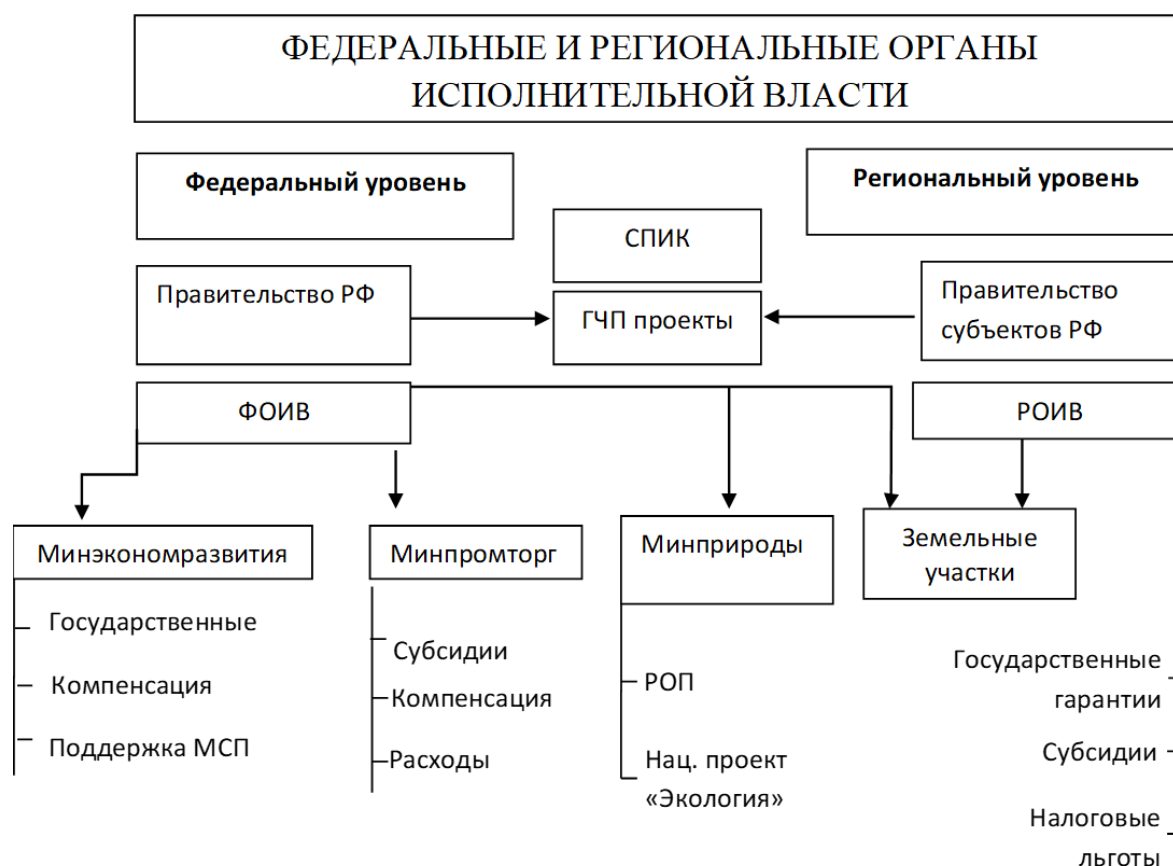 ФЕДЕРАЛЬНЫЕ И РЕГИОНАЛЬНЫЕ ОРГАНЫ
ИСПОЛНИТЕЛЬНОЙ ВЛАСТИ
Федеральный уровень
Региональный уровень
СПИК
Правительство РФ
ГЧП проекты
Правительство
субъектов РФ
ФОИВ
РОИВ
Минэкономразвития
Минпромторг
Минприроды
Земельные
участки
Государственные
Компенсация
Поддержка МСП
Субсидии
Компенсация
Расходы
РОП
Нац. проект
«Экология»
Государственные
гарантии
Субсидии
Налоговые
льготы